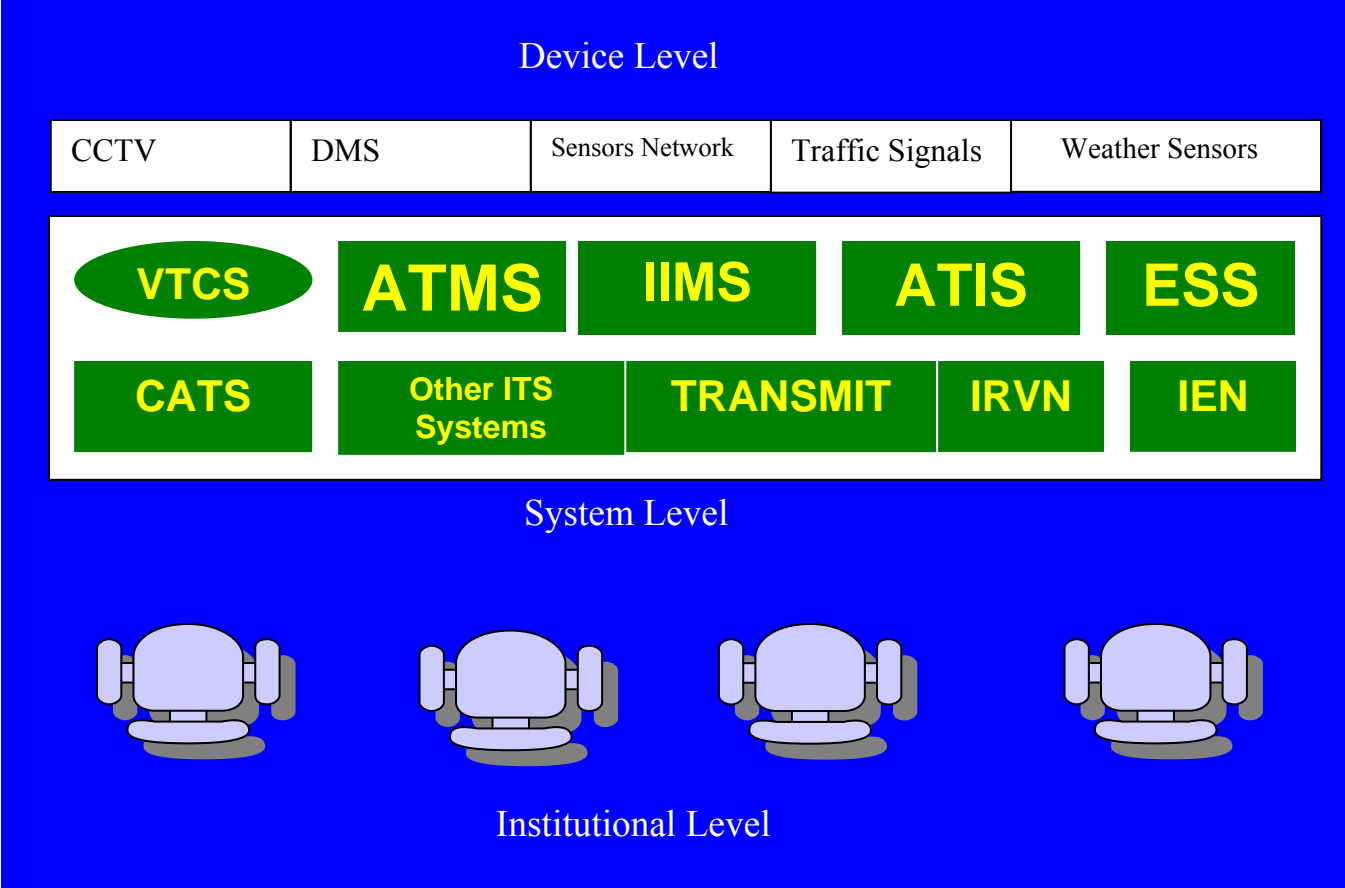 Device Level
CCTV
DMS
Sensors Network
Traffic Signals
Weather Sensors
VTCS
ATMS
IIMS
ATIS
ESS
CATS
Other ITS
Systems
TRANSMIT
IRVN
IEN
System Level
Institutional Level